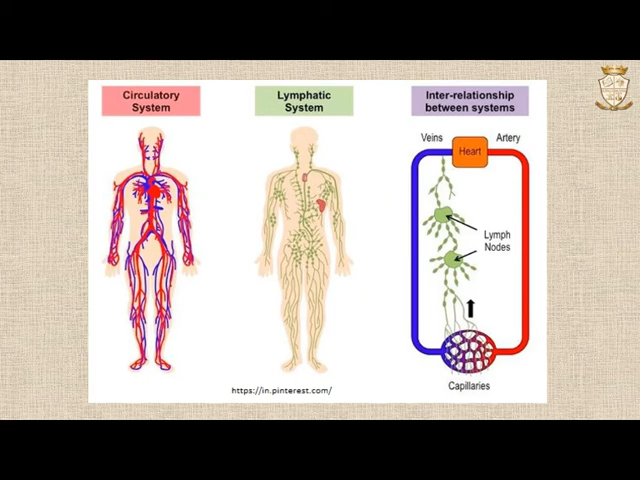 Circulatory
System
Lymphatic
System
Inter-relationship
between systems
Veins
Artery
Heart
Lymph
Nodes
Capillaries
https://in.pinterest.com/